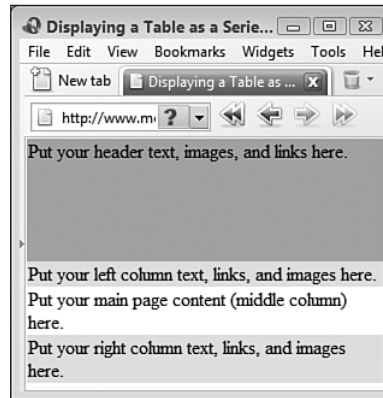 Displaying a Table as a Serie...
File Edit View Bookmarks Widgets Tools Hel
New tab Displaying a Table as ...
http://www.m
Put your header text, images, and links here.
Put your left column text, links, and images here.
Put your main page content (middle column)
here.
Put your right column text, links, and images
here.